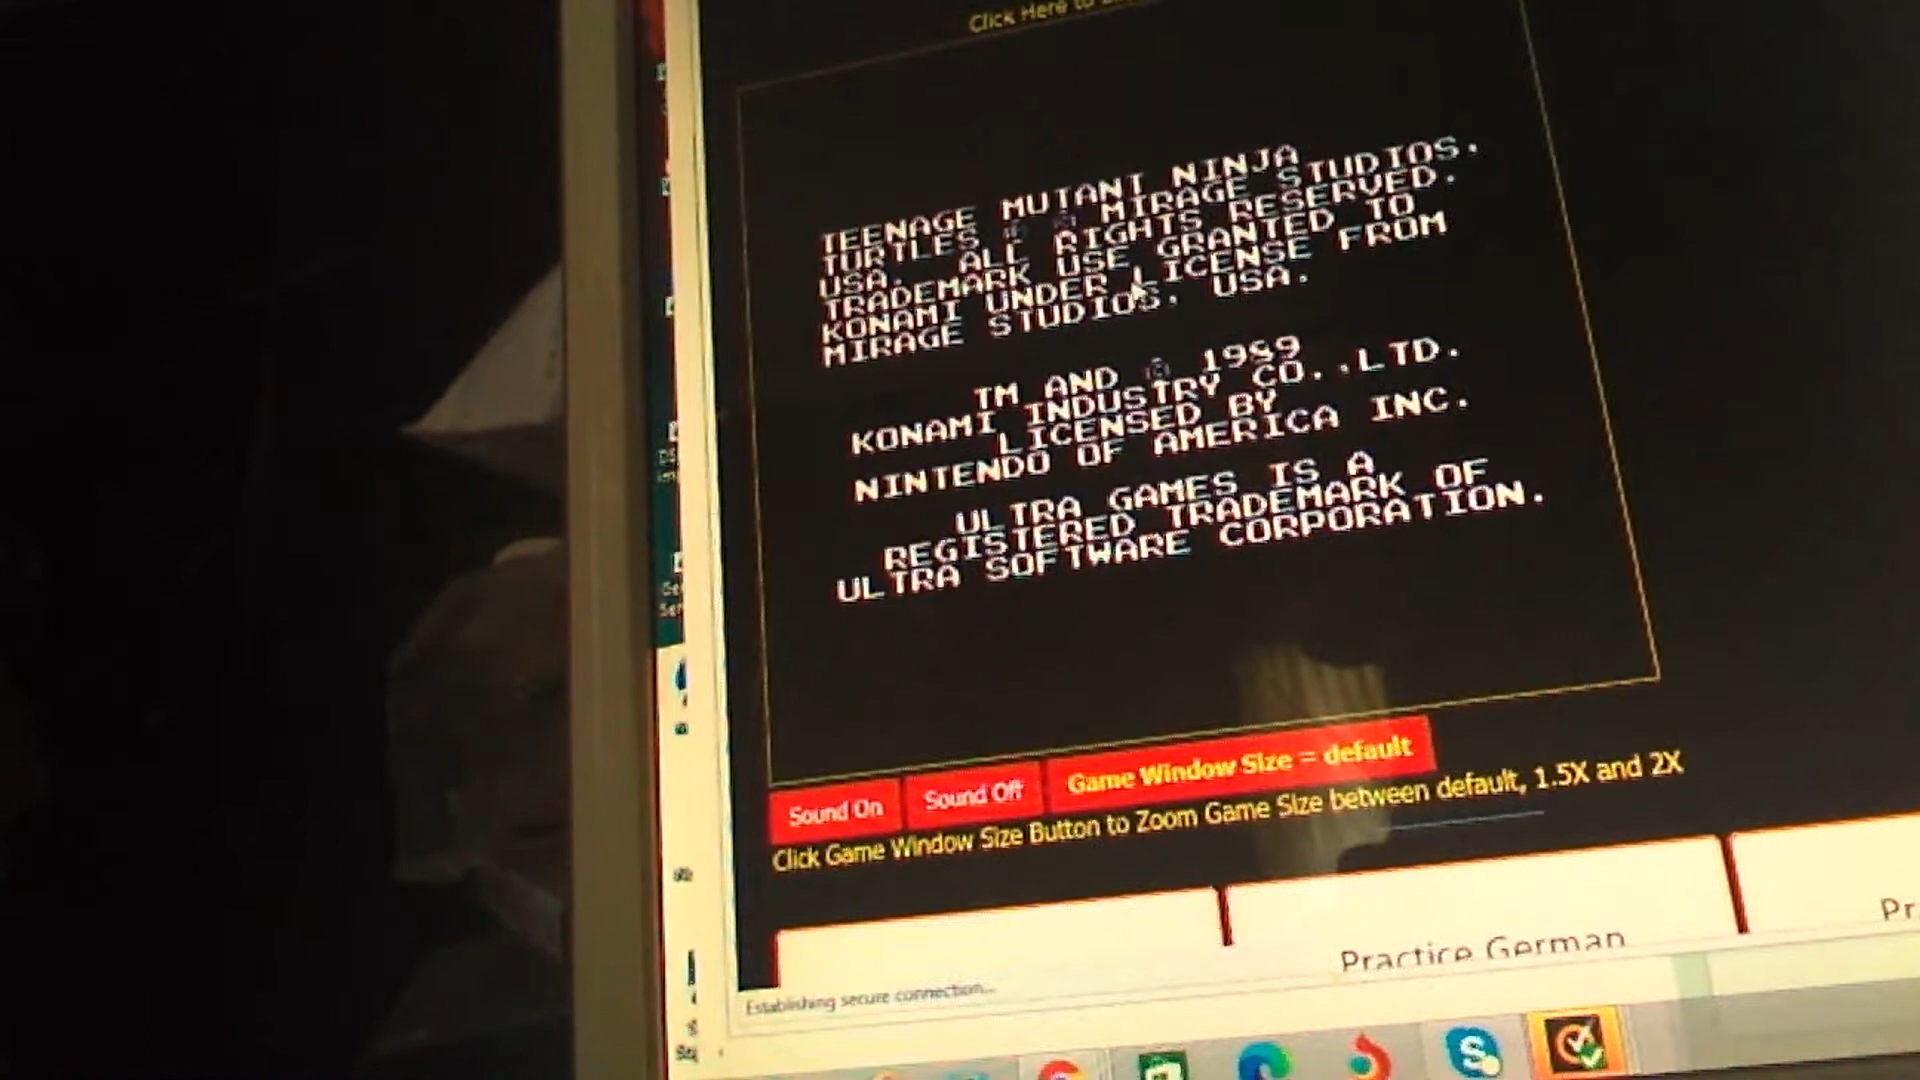 Click Here to
TEENAGE MUTANT NINJA
TURTLES MIRAGE STUDIOS.
USA. ALL RIGHTS RESERVED.
TRADEMARK USE GRANTED TO
KONAMI UNDER LICENSE FROM
MIRAGE STUDIOS. USA.
TM AND © 1989
KONAMI INDUSTRY CO..LTD.
LICENSED BY
NINTENDO OF AMERICA INC.
ULTRA GAMES IS A
REGISTERED TRADEMARK OF
ULTRA SOFTWARE CORPORATION.
Sound On
Sound Off
Game Window Size = default
Click Game Window Size Button to Zoom Game Size between default, 1.5X and 2X
Practice German
Establishing secure connection...